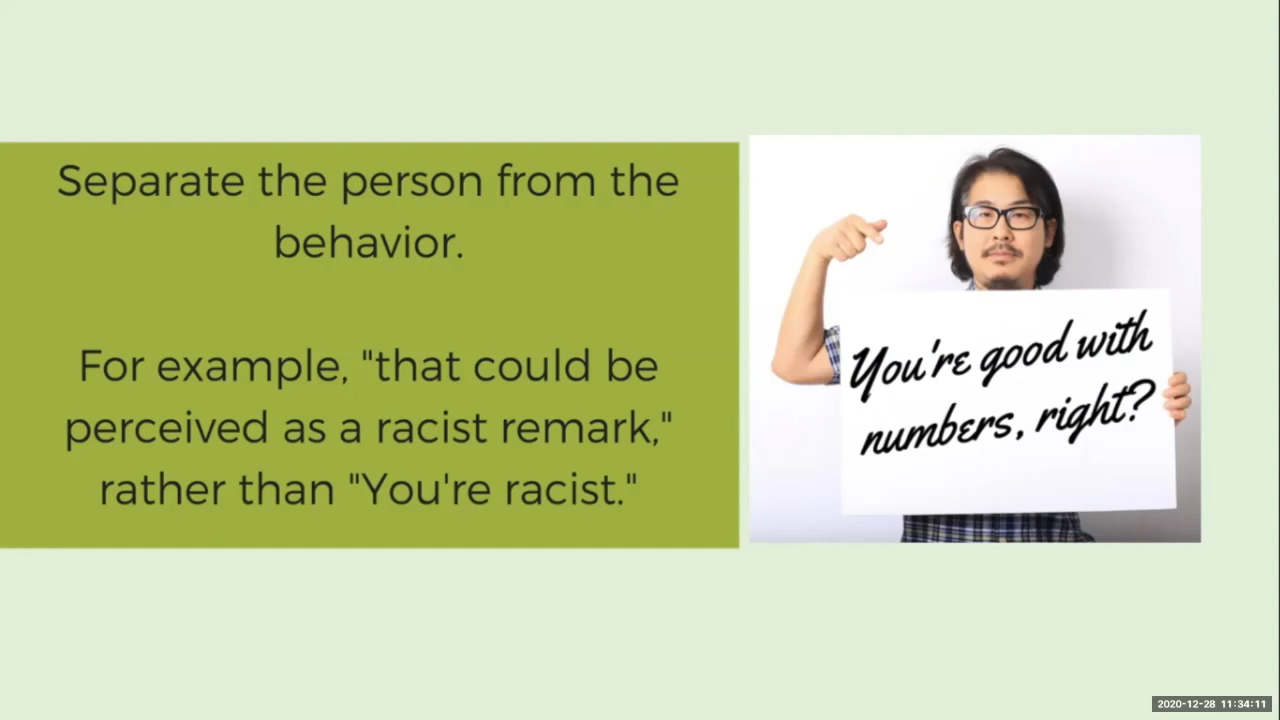 Separate the person from the
behavior.
For example, "that could be
perceived as a racist remark,"
rather than "You're racist."
You're good with
numbers, right?
2020-12-28 11:34:11